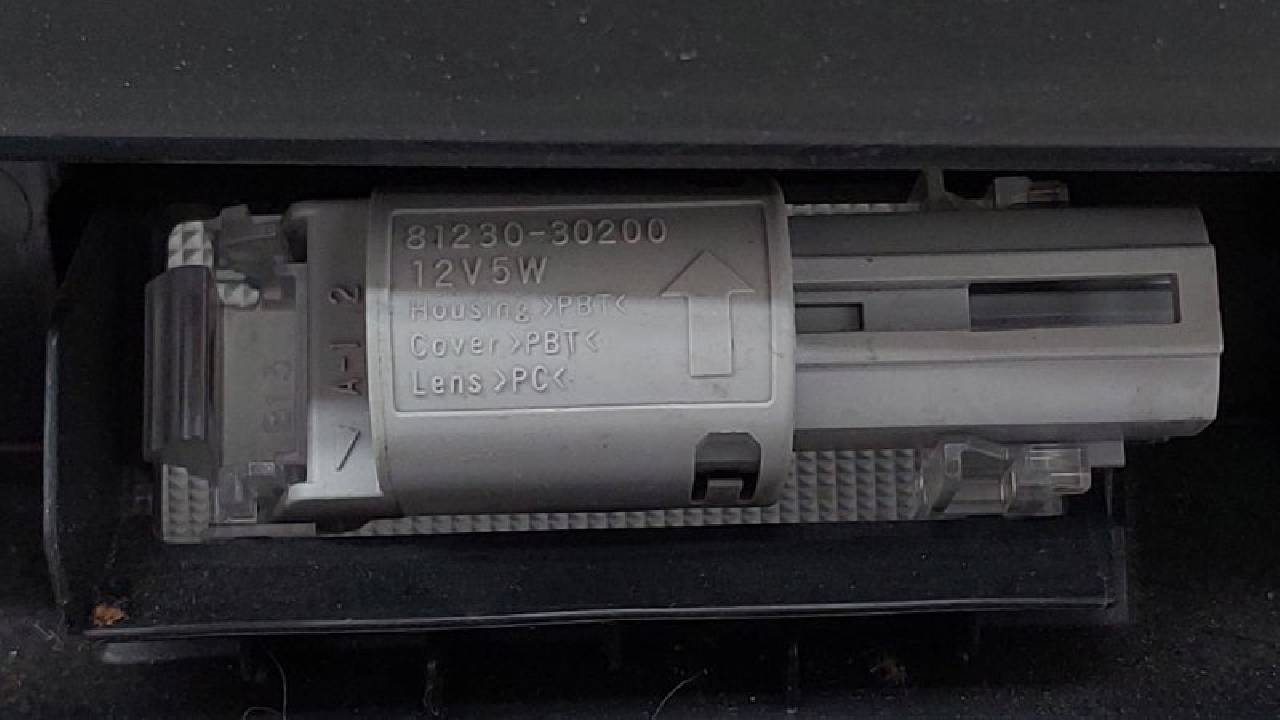 81230-30200
12V5W
Housing >PBT<
Cover >PBT<
Lens >PC<
A-1 2